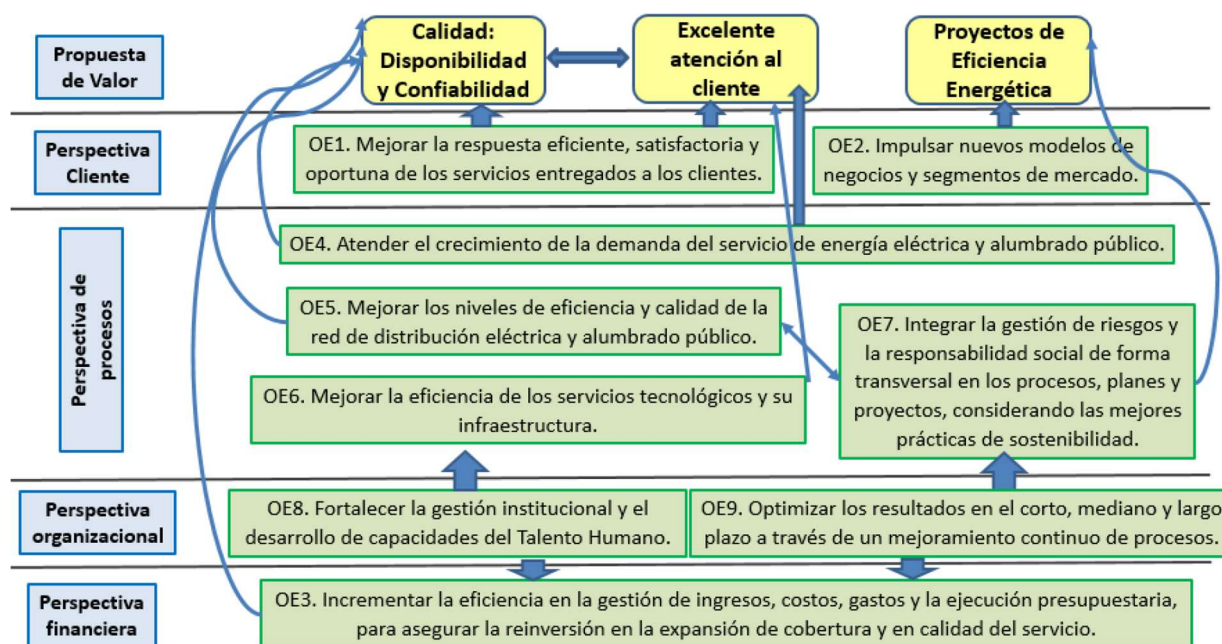 Propuesta
de Valor
Calidad:
Disponibilidad
y Confiabilidad
Excelente
atención al
cliente
Proyectos de
Eficiencia
Energética
Perspectiva
Cliente
OE1. Mejorar la respuesta eficiente, satisfactoria y
oportuna de los servicios entregados a los clientes.
OE2. Impulsar nuevos modelos de
negocios y segmentos de mercado.
Perspectiva de
procesos
OE4. Atender el crecimiento de la demanda del servicio de energía eléctrica y alumbrado público.
OE5. Mejorar los niveles de eficiencia y calidad de la
red de distribución eléctrica y alumbrado público.
OE7. Integrar la gestión de riesgos y
la responsabilidad social de forma
transversal en los procesos, planes y
proyectos, considerando las mejores
prácticas de sostenibilidad.
OE6. Mejorar la eficiencia de los servicios tecnológicos y su
infraestructura.
Perspectiva
organizacional
OE8. Fortalecer la gestión institucional y el
desarrollo de capacidades del Talento Humano.
OE9. Optimizar los resultados en el corto, mediano y largo
plazo a través de un mejoramiento continuo de procesos.
Perspectiva
financiera
OE3. Incrementar la eficiencia en la gestión de ingresos, costos, gastos y la ejecución presupuestaria,
para asegurar la reinversión en la expansión de cobertura y en calidad del servicio.